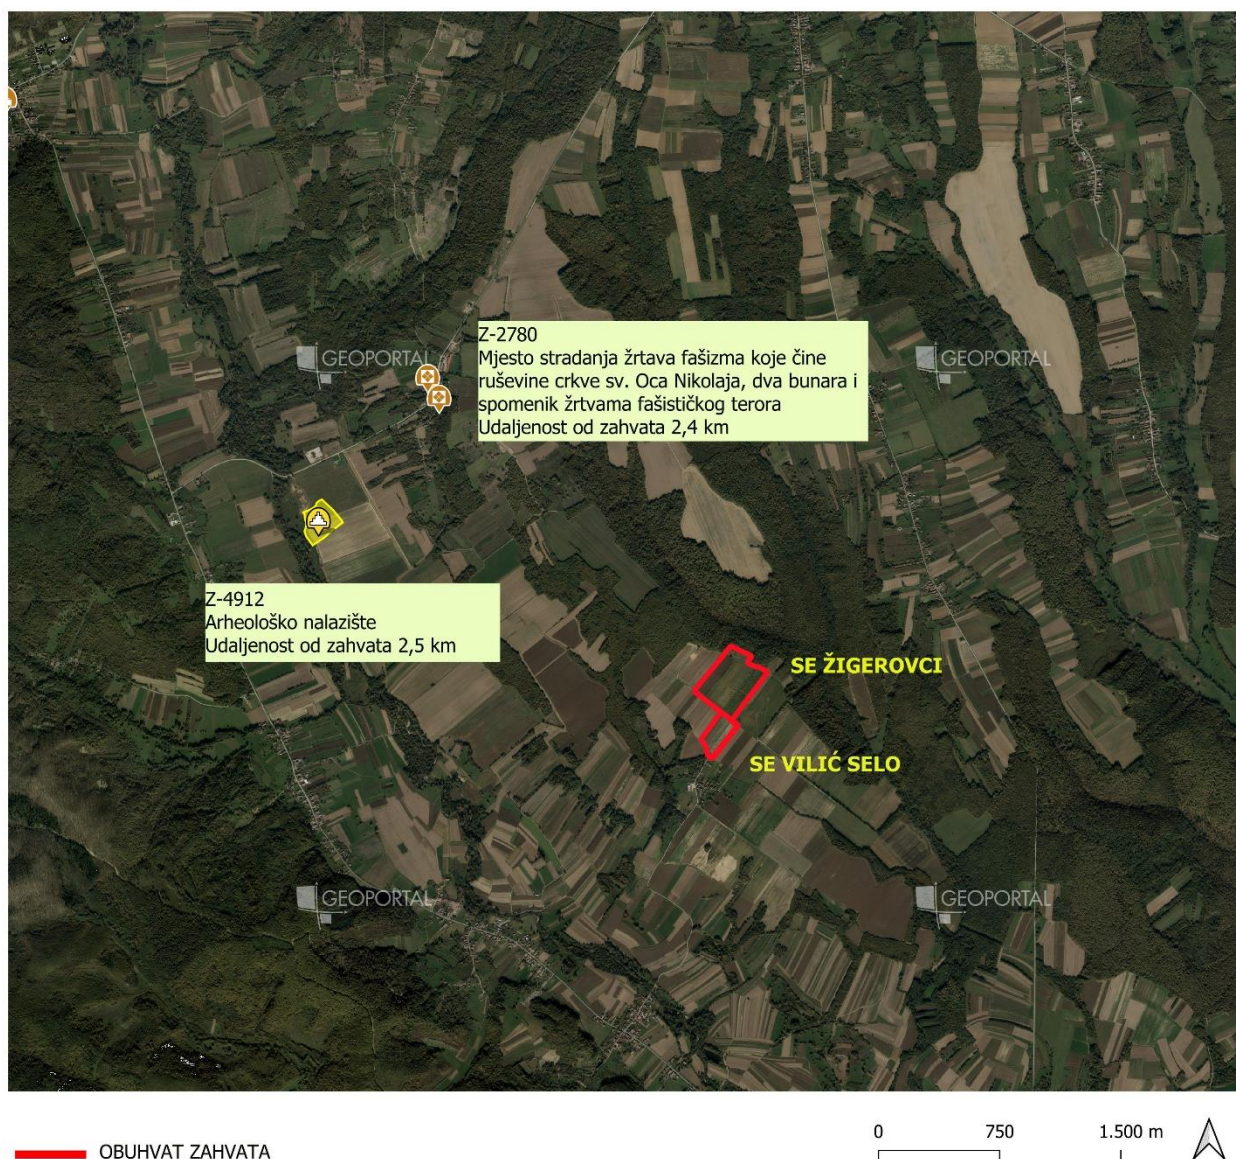 Z-2780
Mjesto stradanja žrtava fašizma koje čine
ruševine crkve sv. Oca Nikolaja, dva bunara i
spomenik žrtvama fašističkog terora
Udaljenost od zahvata 2,4 km
GEOPORTAL
GEOPORTAL
Z-4912
Arheološko nalazište
Udaljenost od zahvata 2,5 km
SE ŽIGEROVCI
SE VILIĆ SELO
GEOPORTAL
GEOPORTAL
OBUHVAT ZAHVATA
0 750 1.500 m